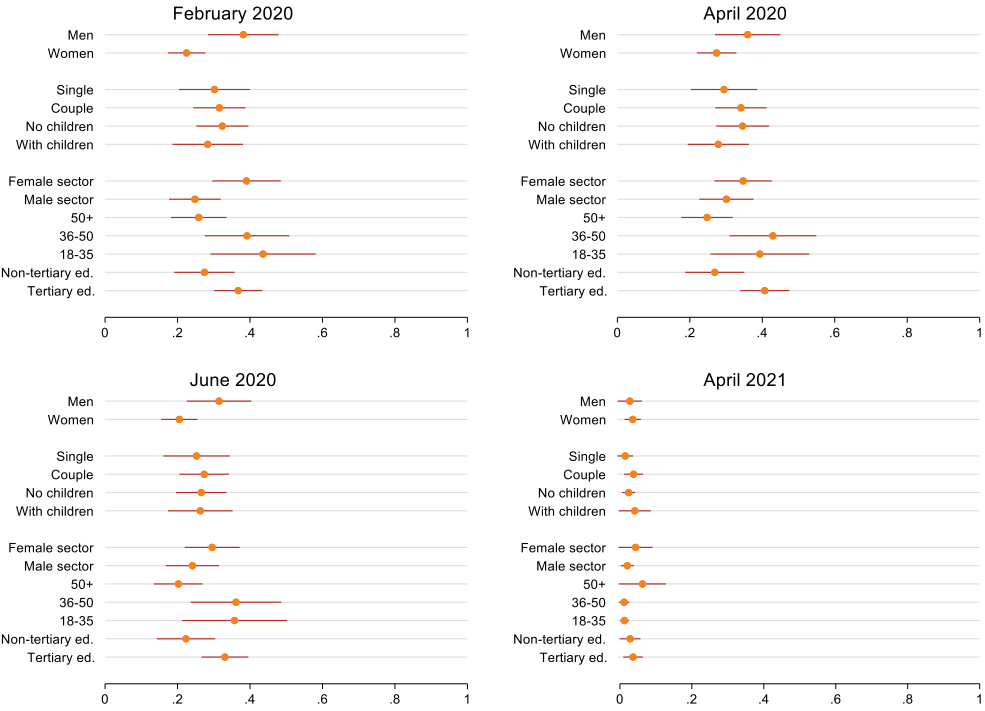 February 2020
Men
Women
Single
Couple
No children
With children
Female sector
Male sector
50+
36-50
18-35
Non-tertiary ed.
Tertiary ed.
0 .2 .4 .6 .8 1
April 2020
Men
Women
Single
Couple
No children
With children
Female sector
Male sector
50+
36-50
18-35
Non-tertiary ed.
Tertiary ed.
0 .2 .4 .6 .8 1
June 2020
Men
Women
Single
Couple
No children
With children
Female sector
Male sector
50+
36-50
18-35
Non-tertiary ed.
Tertiary ed.
0 .2 .4 .6 .8 1
April 2021
Men
Women
Single
Couple
No children
With children
Female sector
Male sector
50+
36-50
18-35
Non-tertiary ed.
Tertiary ed.
0 .2 .4 .6 .8 1